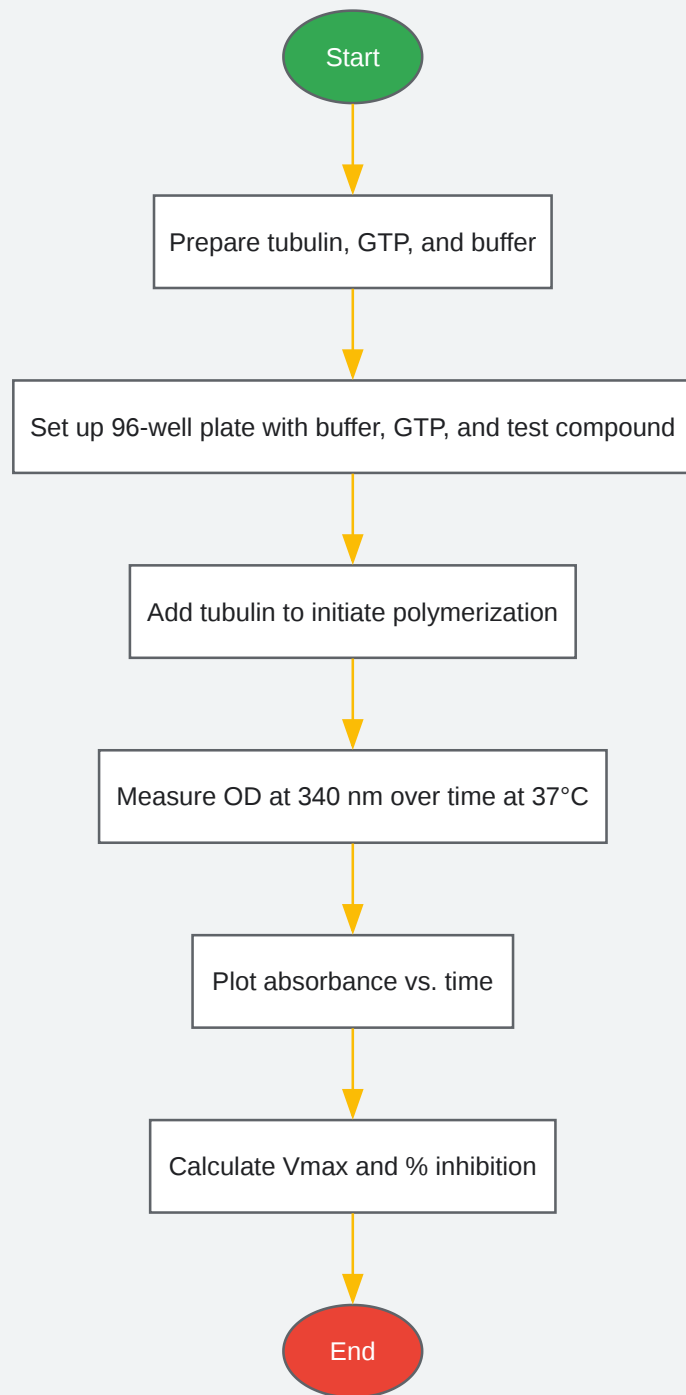 Start
Prepare tubulin, GTP, and buffer
Set up 96-well plate with buffer, GTP, and test compound
Add tubulin to initiate polymerization
Measure OD at 340 nm over time at 37°C
Plot absorbance vs. time
Calculate Vmax and % inhibition
End